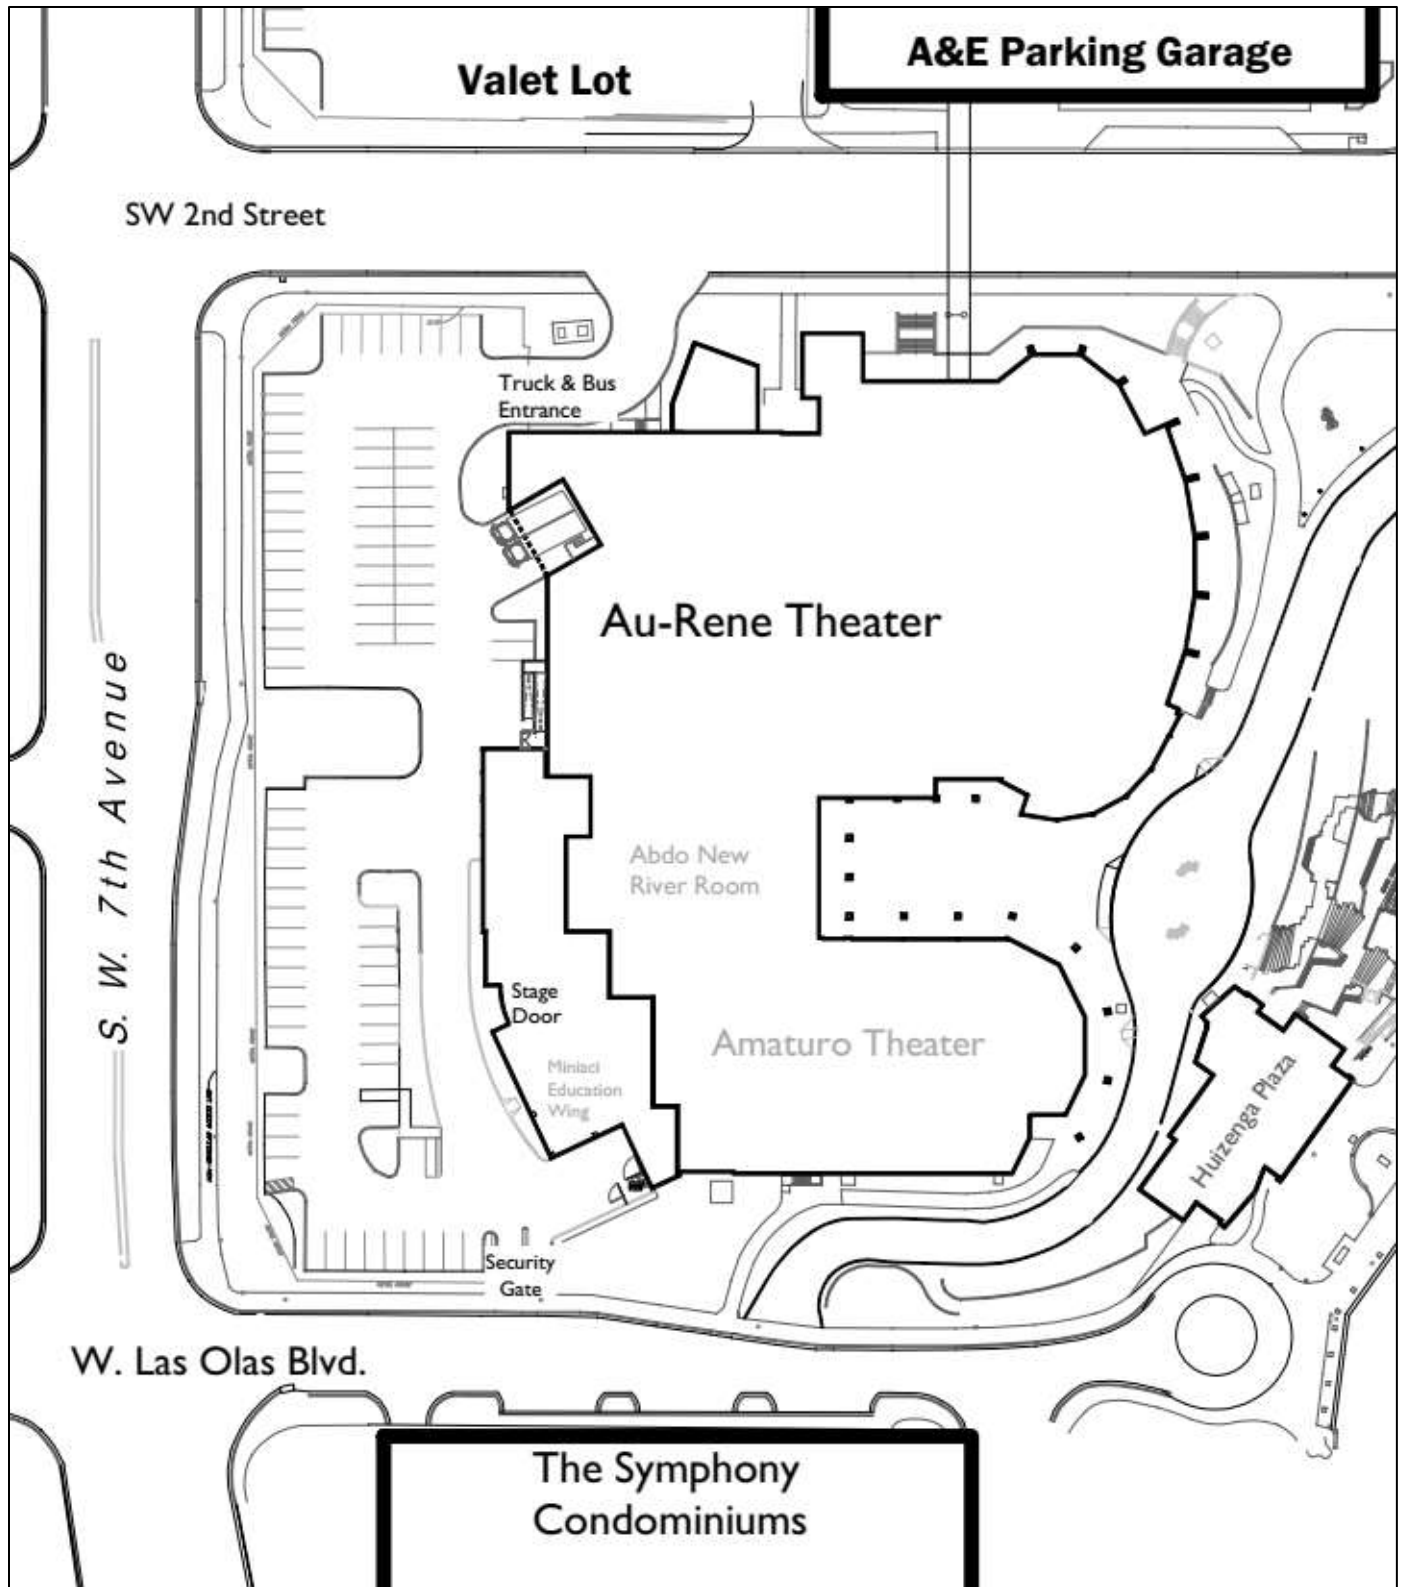 A&E Parking Garage
Valet Lot
SW 2nd Street
Truck & Bus
Entrance
Au-Rene Theater
S. W. 7th Avenue
Abdo New
River Room
Stage
Door
Amaturo Theater
Miniaci
Education
Wing
Huizenga Plaza
Security
Gate
W. Las Olas Blvd.
The Symphony
Condominiums